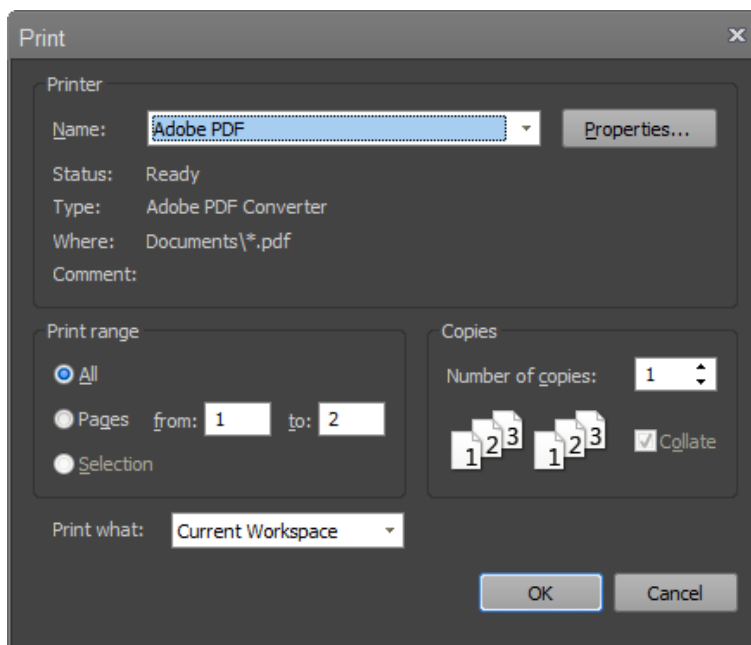 Print
Printer
Name: Adobe PDF Properties...
Status: Ready
Type: Adobe PDF Converter
Where: Documents\*.pdf
Comment:
Print range
All
Pages from: 1 to: 2
Selection
Copies
Number of copies: 1
1 2 3 1 2 3 Collate
Print what: Current Workspace
OK Cancel